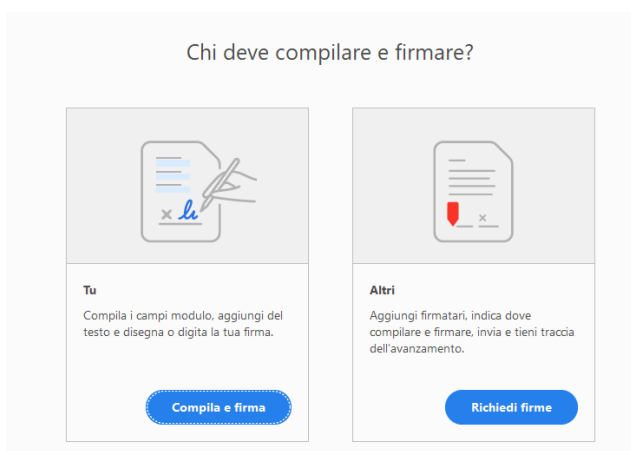 Chi deve compilare e firmare?
Tu
Compila i campi modulo, aggiungi del
testo e disegna o digita la tua firma.
Compila e firma
Altri
Aggiungi firmatari, indica dove
compilare e firmare, invia e tieni traccia
dell'avanzamento.
Richiedi firme